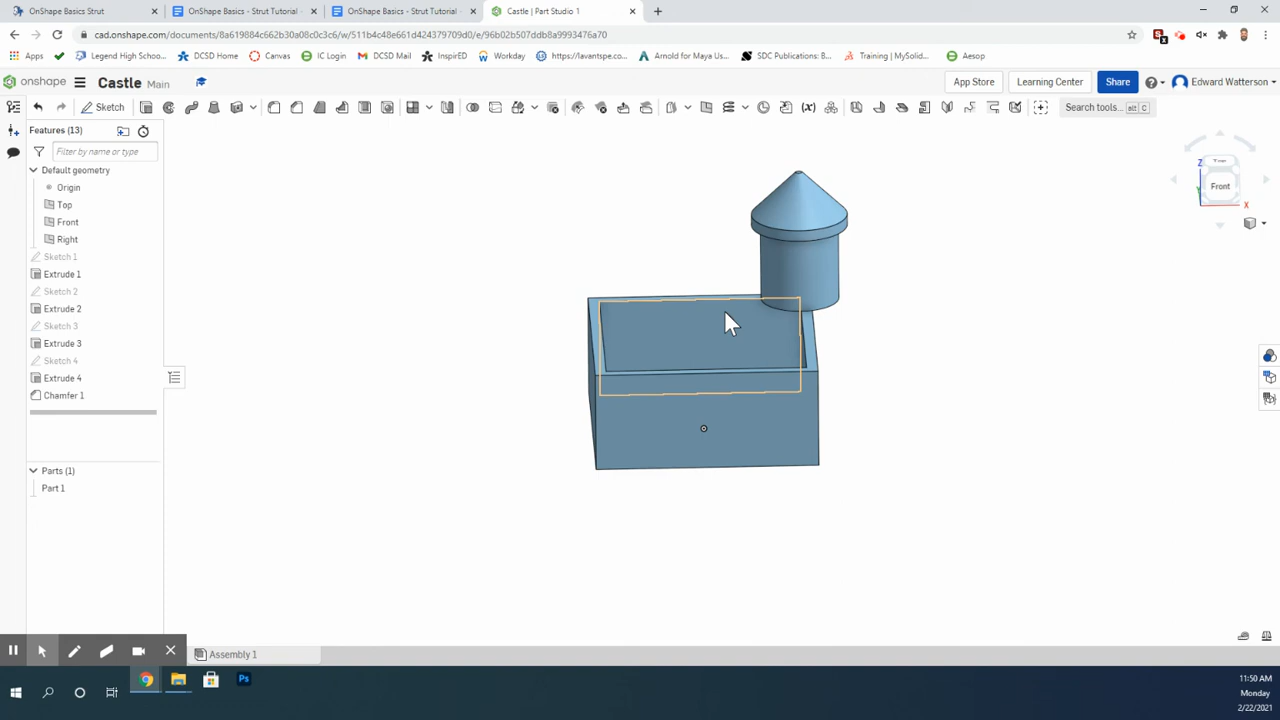 OnShape Basics Strut
OnShape Basics - Strut Tutorial -
OnShape Basics - Strut Tutorial -
Castle | Part Studio 1
cad.onshape.com/documents/8a619884c662b30a08c0c3c6/w/511b4c48e661d424379709d0/e/96b02b507ddb8a9993476a70
Apps
Legend High Schoo...
DCSD Home
Canvas
IC Login
Workday
https://lavantspe.co...
Arnold for Maya Us...
SDC Publications: B...
Training | MySolid...
Aesop
DCSD Mail
InspirED
onshape
Castle Main
App Store
Learning Center
Share
Edward Watterson
Sketch
Search tools... alt C
Features (13)
Filter by name or type
Default geometry
Origin
Top
Front
Right
Sketch 1
Extrude 1
Sketch 2
Extrude 2
Sketch 3
Extrude 3
Sketch 4
Extrude 4
Chamfer 1
Parts (1)
Part 1
Top
Z
Front
Y
X
Assembly 1
Ps
11:50 AM
Monday
2/22/2021